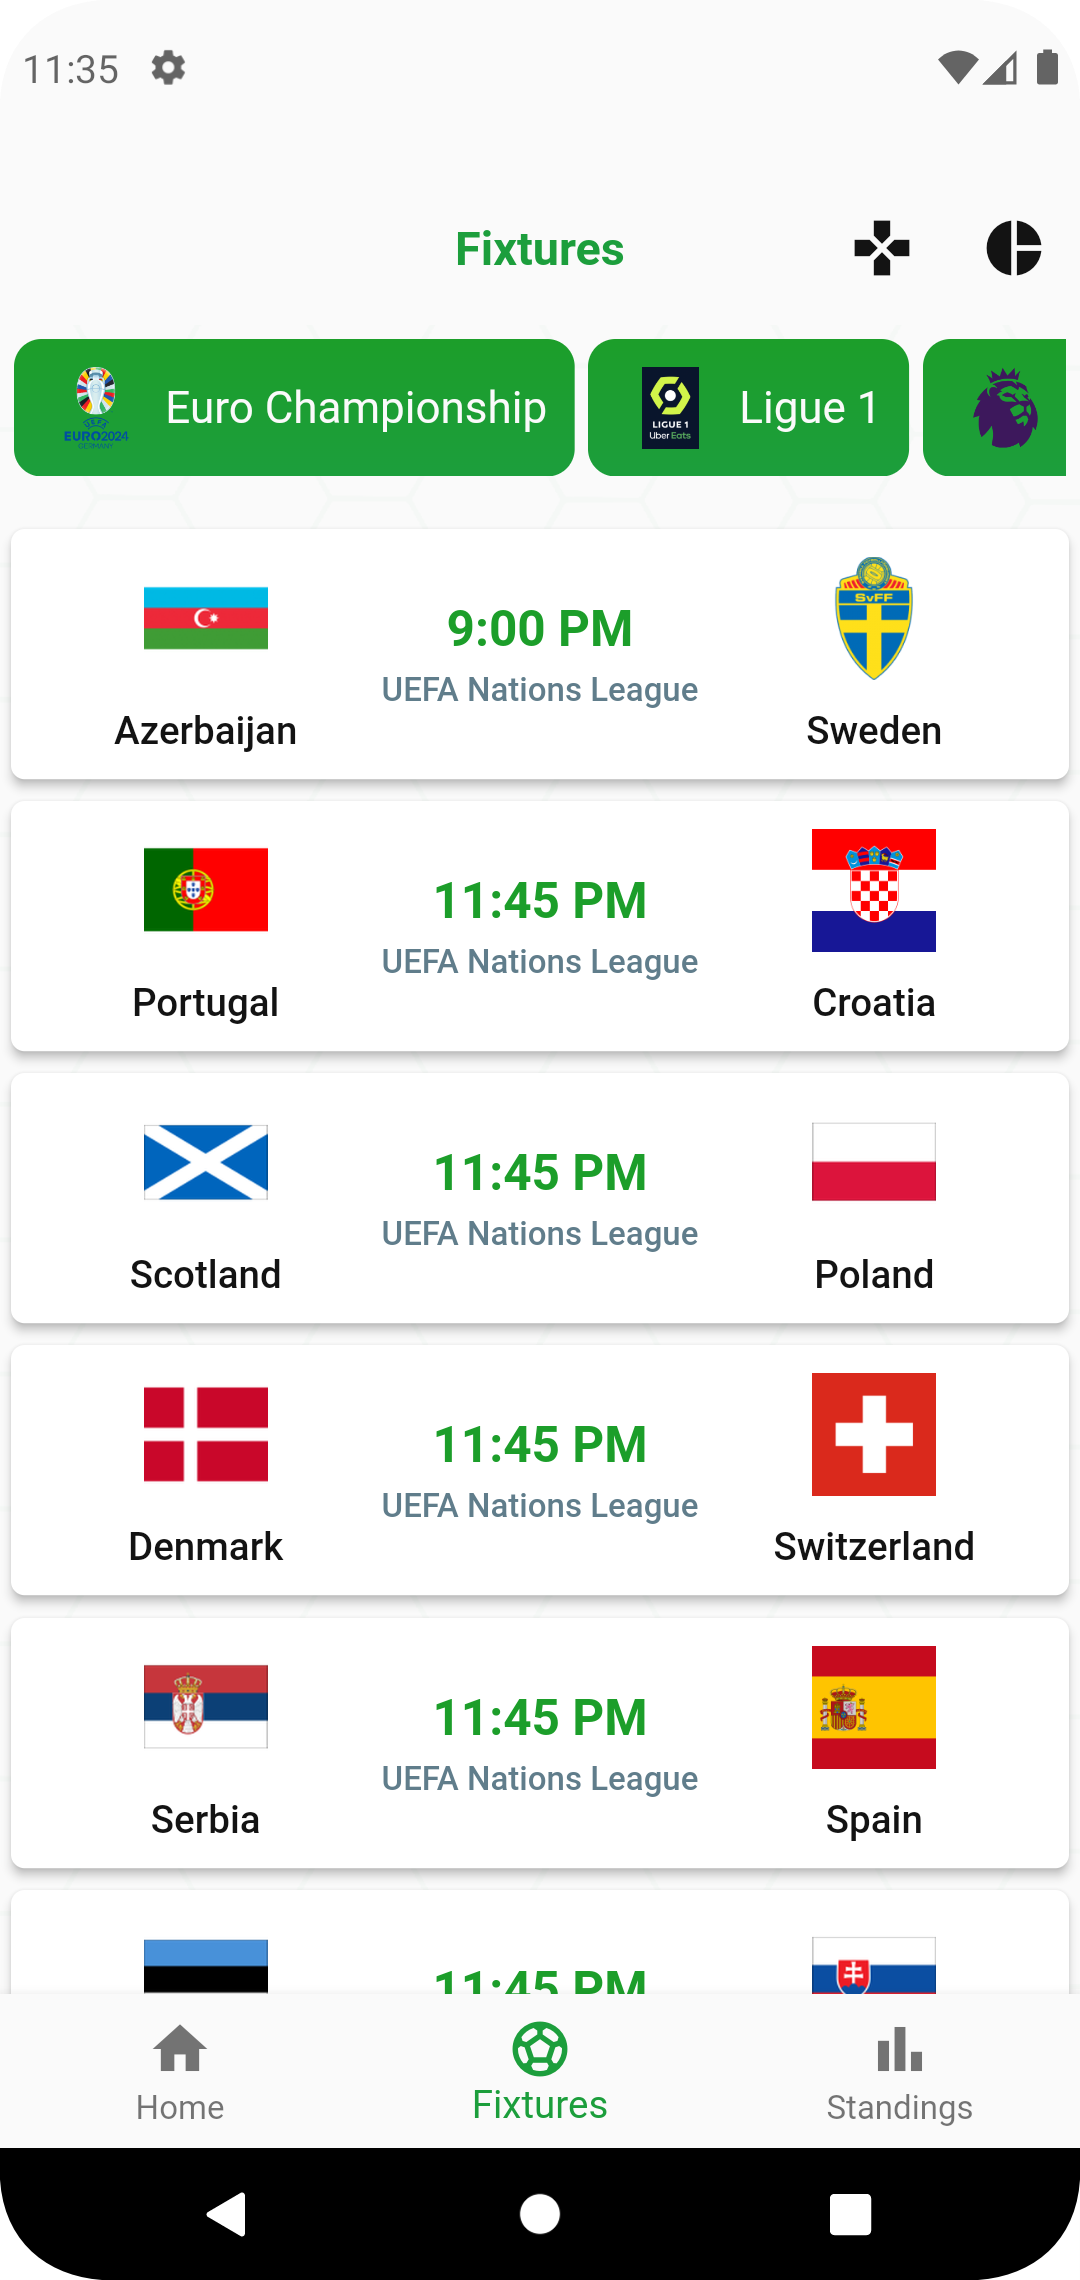 11:35
Fixtures
EURO2024
GERMANY
Euro Championship
LIGUE 1
Uber Eats
Ligue 1
9:00 PM
SvFF
UEFA Nations League
Azerbaijan
Sweden
11:45 PM
UEFA Nations League
Portugal
Croatia
11:45 PM
UEFA Nations League
Scotland
Poland
11:45 PM
UEFA Nations League
Denmark
Switzerland
11:45 PM
UEFA Nations League
Serbia
Spain
11:45 PM
Home
Fixtures
Standings